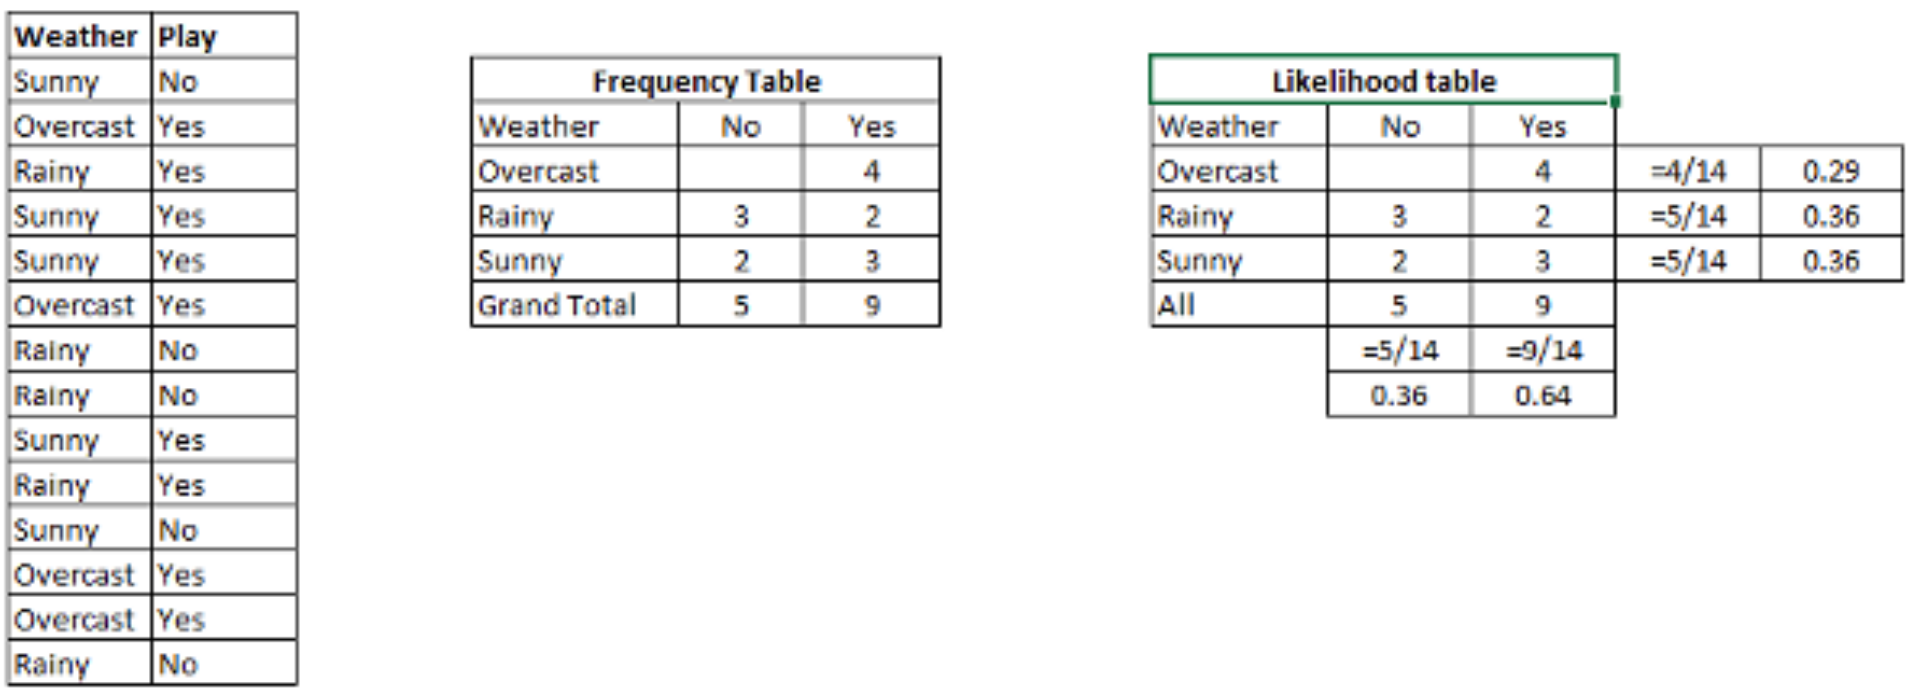 Weather Play
Sunny No
Overcast Yes
Rainy Yes
Sunny Yes
Sunny Yes
Overcast Yes
Rainy No
Rainy No
Sunny Yes
Rainy Yes
Sunny No
Overcast Yes
Overcast Yes
Rainy No
Frequency Table
Weather No Yes
Overcast 4
Rainy 3 2
Sunny 2 3
Grand Total 5 9
Likelihood table
Weather No Yes
Overcast 4 =4/14 0.29
Rainy 3 2 =5/14 0.36
Sunny 2 3 =5/14 0.36
All 5 9
=5/14 =9/14
0.36 0.64